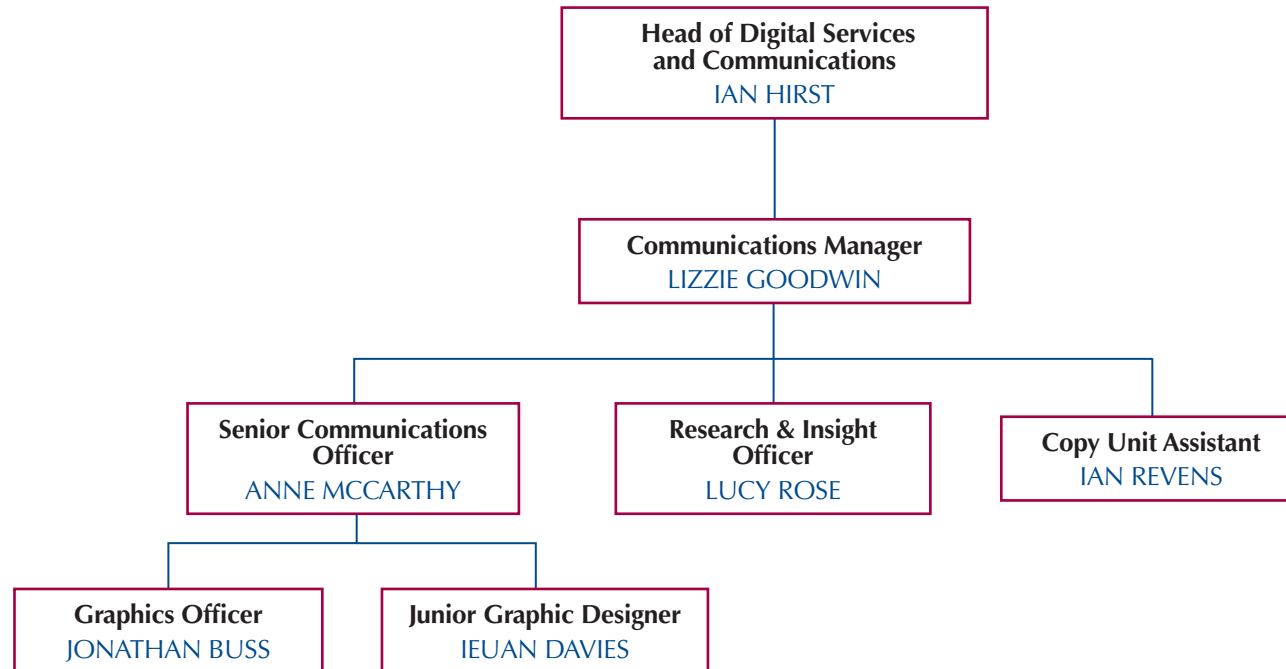 Head of Digital Services
and Communications
IAN HIRST
Communications Manager
LIZZIE GOODWIN
Senior Communications
Officer
ANNE MCCARTHY
Research & Insight
Officer
LUCY ROSE
Copy Unit Assistant
IAN REVENS
Graphics Officer
JONATHAN BUSS
Junior Graphic Designer
IEUAN DAVIES